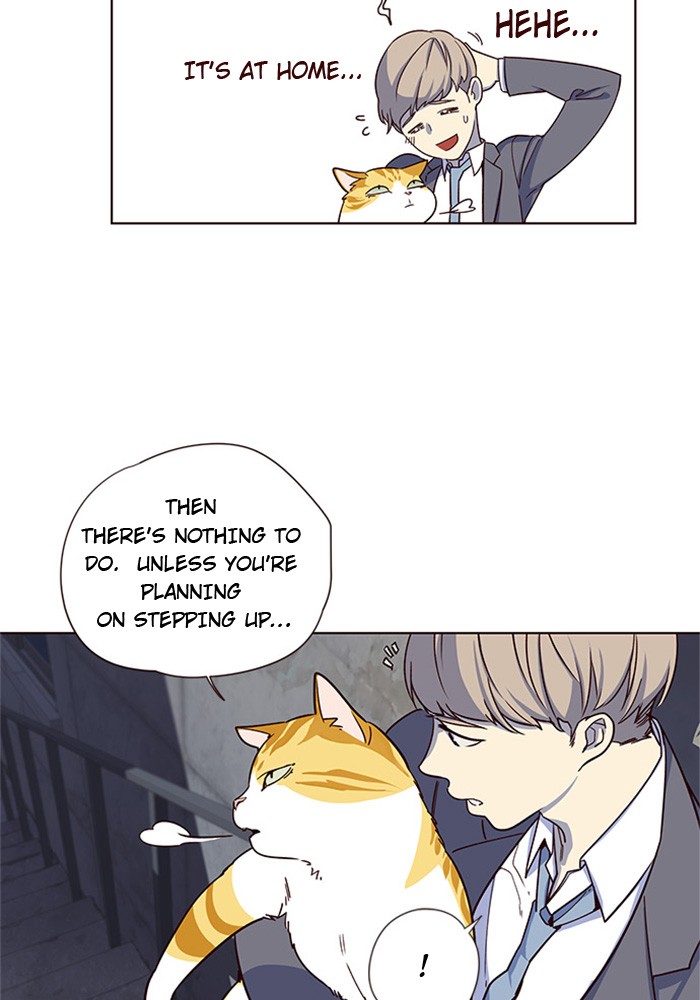 HEHE...
IT'S AT HOME...
THEN
THERE'S NOTHING TO
DO. UNLESS YOU'RE
PLANNING
ON STEPPING UP...
!